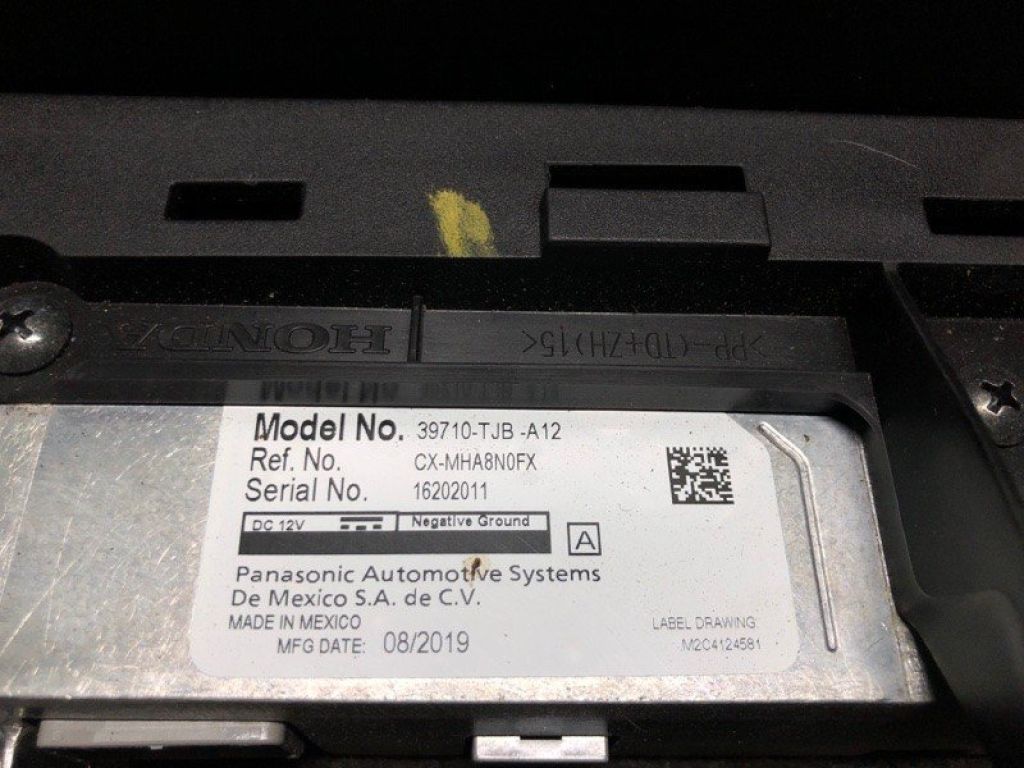 HONDA
>PP-(TD+ZH)15<
Model No. 39710-TJB -A12
Ref. No. CX-MHA8N0FX
Serial No. 16202011
DC 12V Negative Ground
A
Panasonic Automotive Systems
De Mexico S.A. de C.V.
MADE IN MEXICO
MFG DATE: 08/2019
LABEL DRAWING:
M2C4124581